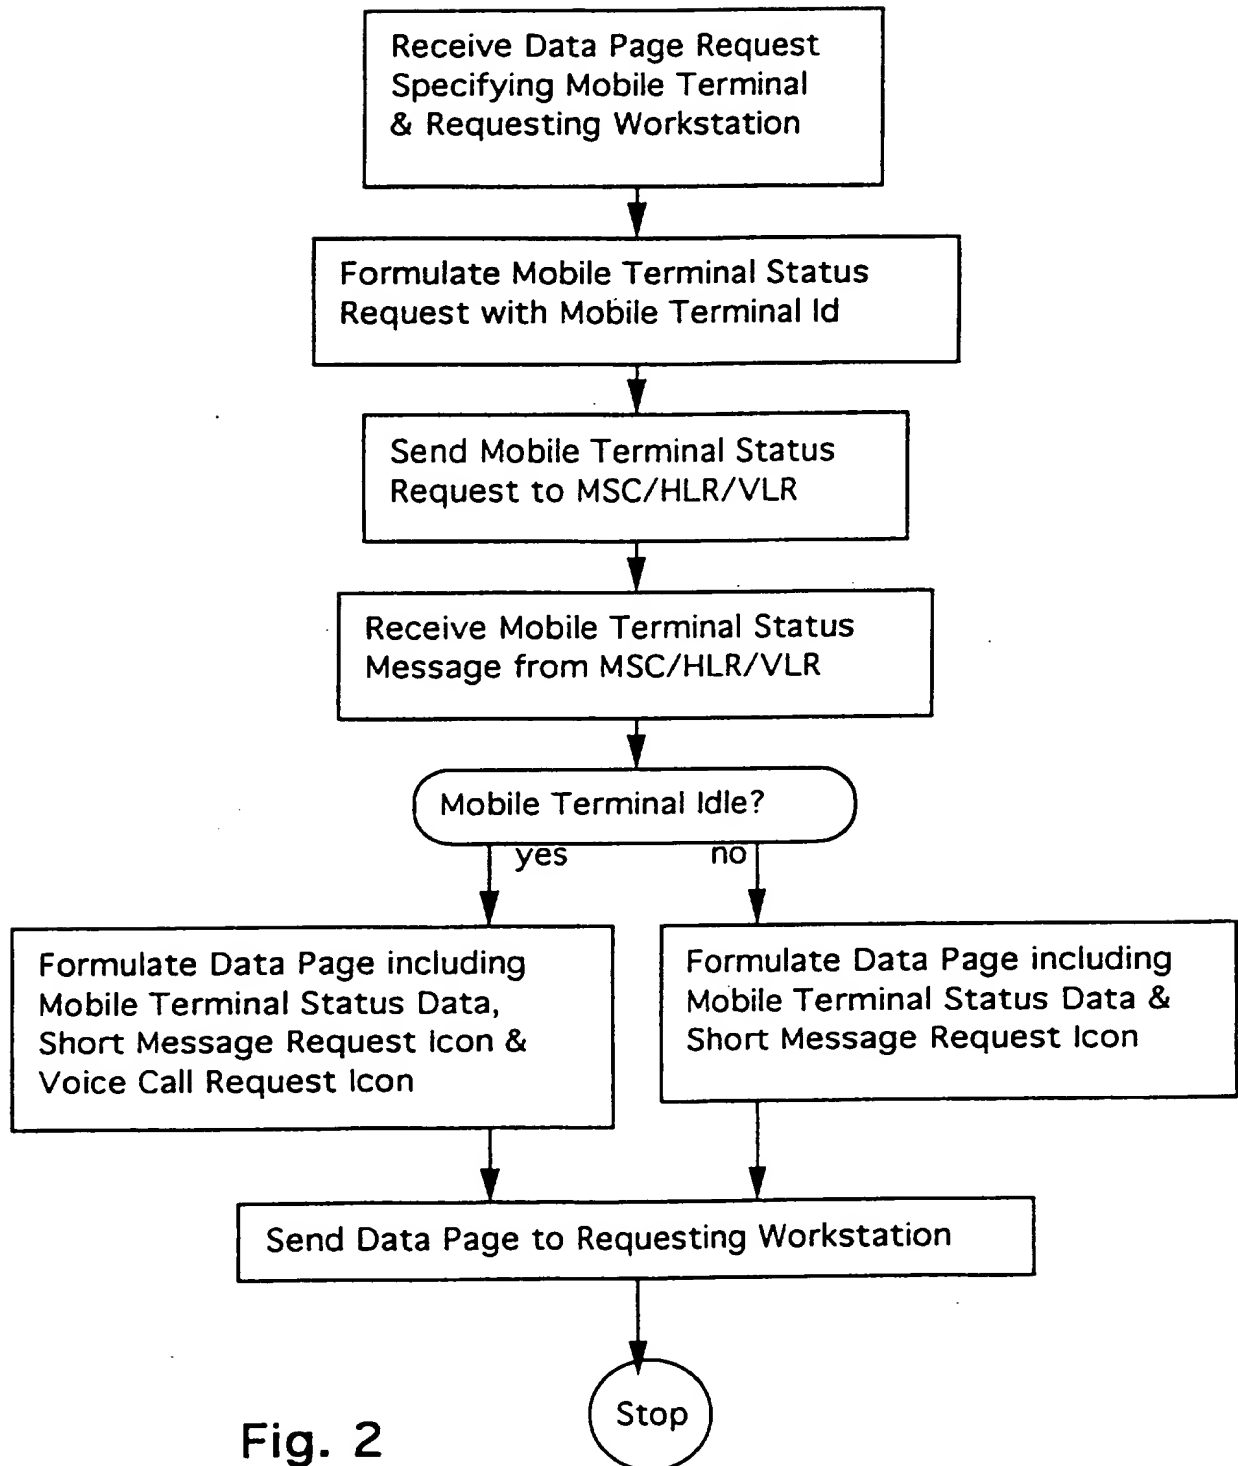 Receive Data Page Request
Specifying Mobile Terminal
& Requesting Workstation
Formulate Mobile Terminal Status
Request with Mobile Terminal Id
Send Mobile Terminal Status
Request to MSC/HLR/VLR
Receive Mobile Terminal Status
Message from MSC/HLR/VLR
Mobile Terminal Idle?
yes
no
Formulate Data Page including
Mobile Terminal Status Data,
Short Message Request Icon &
Voice Call Request Icon
Formulate Data Page including
Mobile Terminal Status Data &
Short Message Request Icon
Send Data Page to Requesting Workstation
Stop
Fig. 2